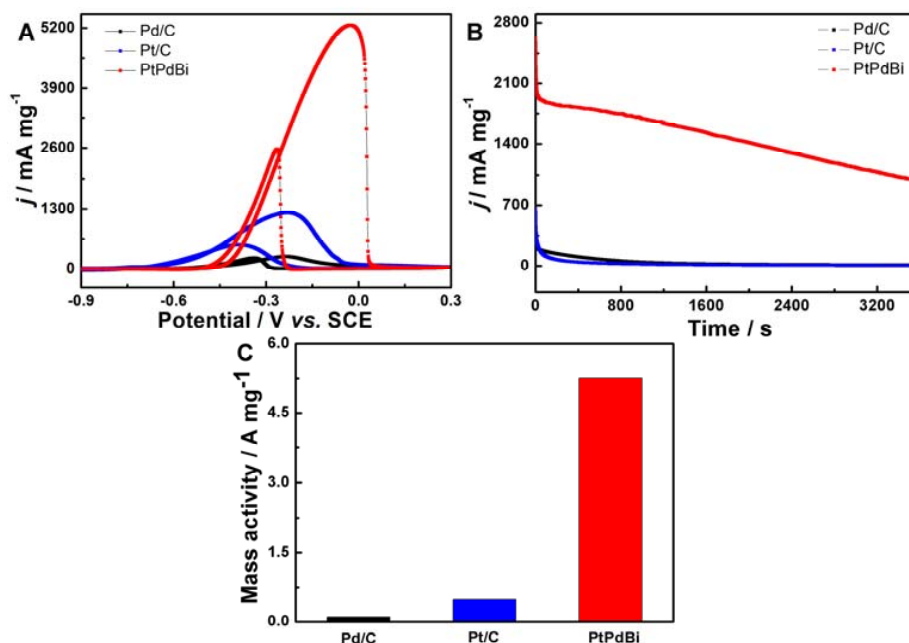 A
Pd/C
Pt/C
PtPdBi
5200
3900
2600
1300
0
j / mA mg⁻¹
-0.9
-0.6
-0.3
0.0
0.3
Potential / V vs. SCE
B
Pd/C
Pt/C
PtPdBi
2800
2100
1400
700
0
j / mA mg⁻¹
0
800
1600
2400
3200
Time / s
C
6.0
4.5
3.0
1.5
0.0
Mass activity / A mg⁻¹
Pd/C
Pt/C
PtPdBi